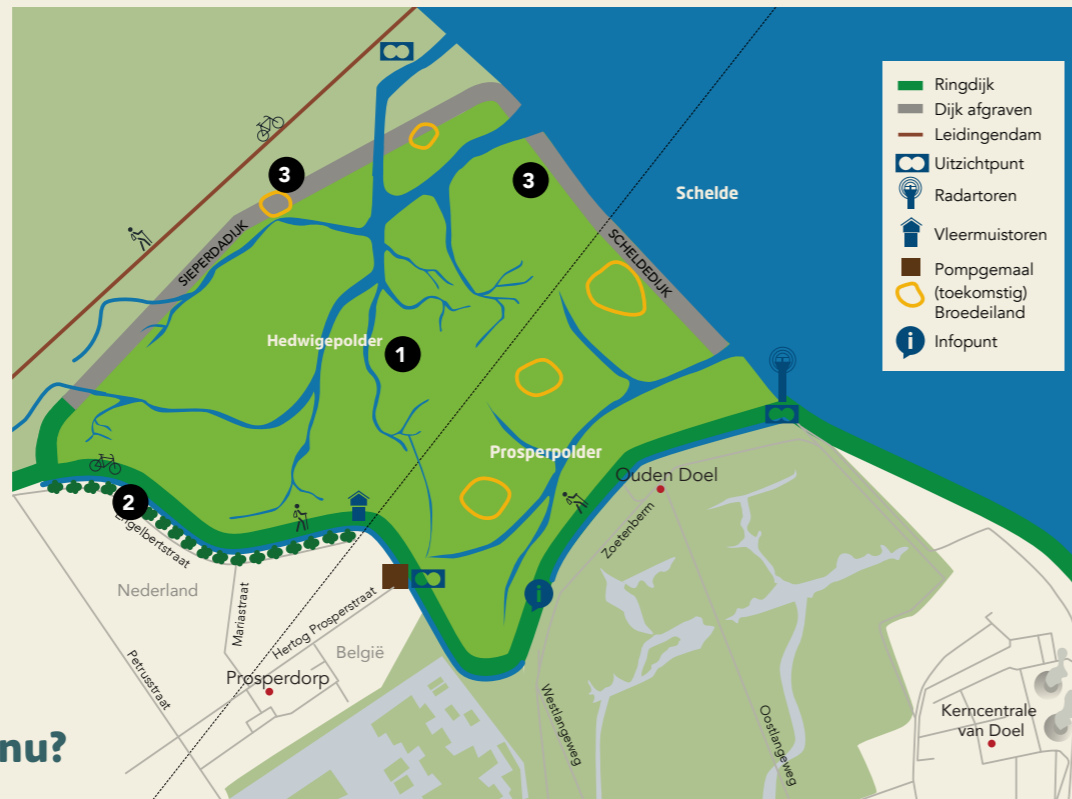 Ringdijk
Dijk afgraven
Leidingendam
Uitzichtpunt
Radartoren
Vleermuistoren
Pompgemaal
(toekomstig)
Broedeiland
i
Infopunt
3
3
Schelde
SIEPERDADIJK
SCHELDEDIJK
Hedwigepolder
1
Prosperpolder
Ouden Doel
2
Engelbertstraat
Zoetenberm
Nederland
Mariastraat
Hertog Prosperstraat
i
België
Petrusstraat
Prosperdorp
Westlangeweg
Oostlangeweg
Kerncentrale
van Doel
nu?